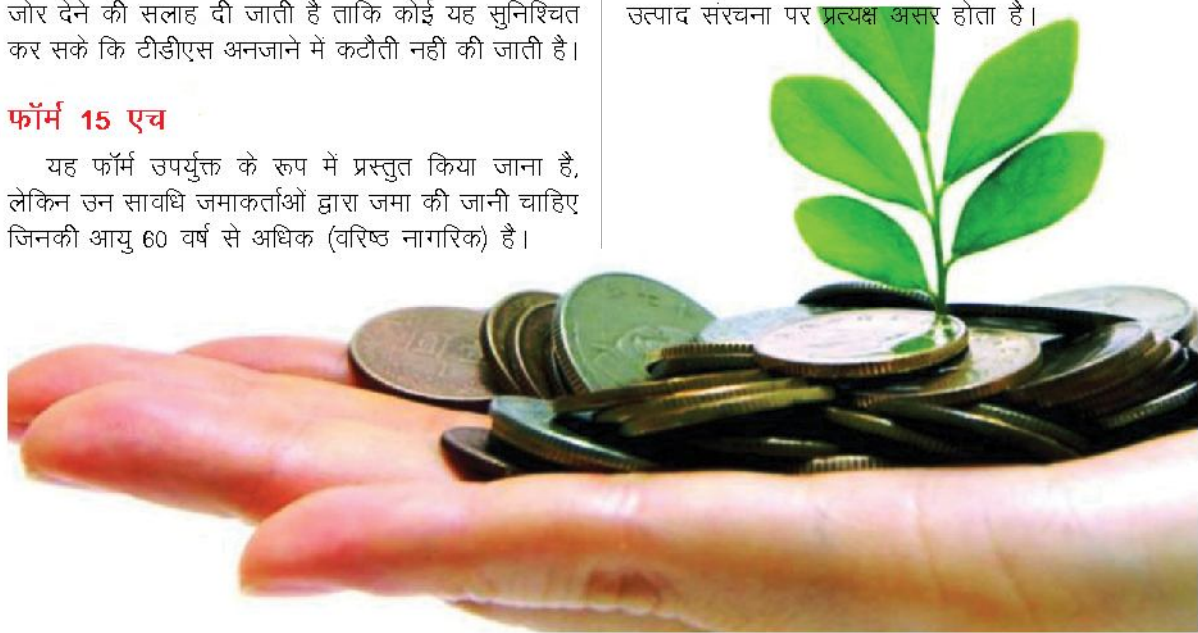 जोर देने की सलाह दी जाती है ताकि कोई यह सुनिश्चित
कर सके कि टीडीएस अनजाने में कटौती नही की जाती है।
फॉर्म 15 एच
यह फॉर्म उपर्युक्त के रूप में प्रस्तुत किया जाना है,
लेकिन उन सावधि जमाकर्ताओं द्वारा जमा की जानी चाहिए
जिनकी आयु 60 वर्ष से अधिक (वरिष्ठ नागरिक) है।
उत्पाद संरचना पर प्रत्यक्ष असर होता है।